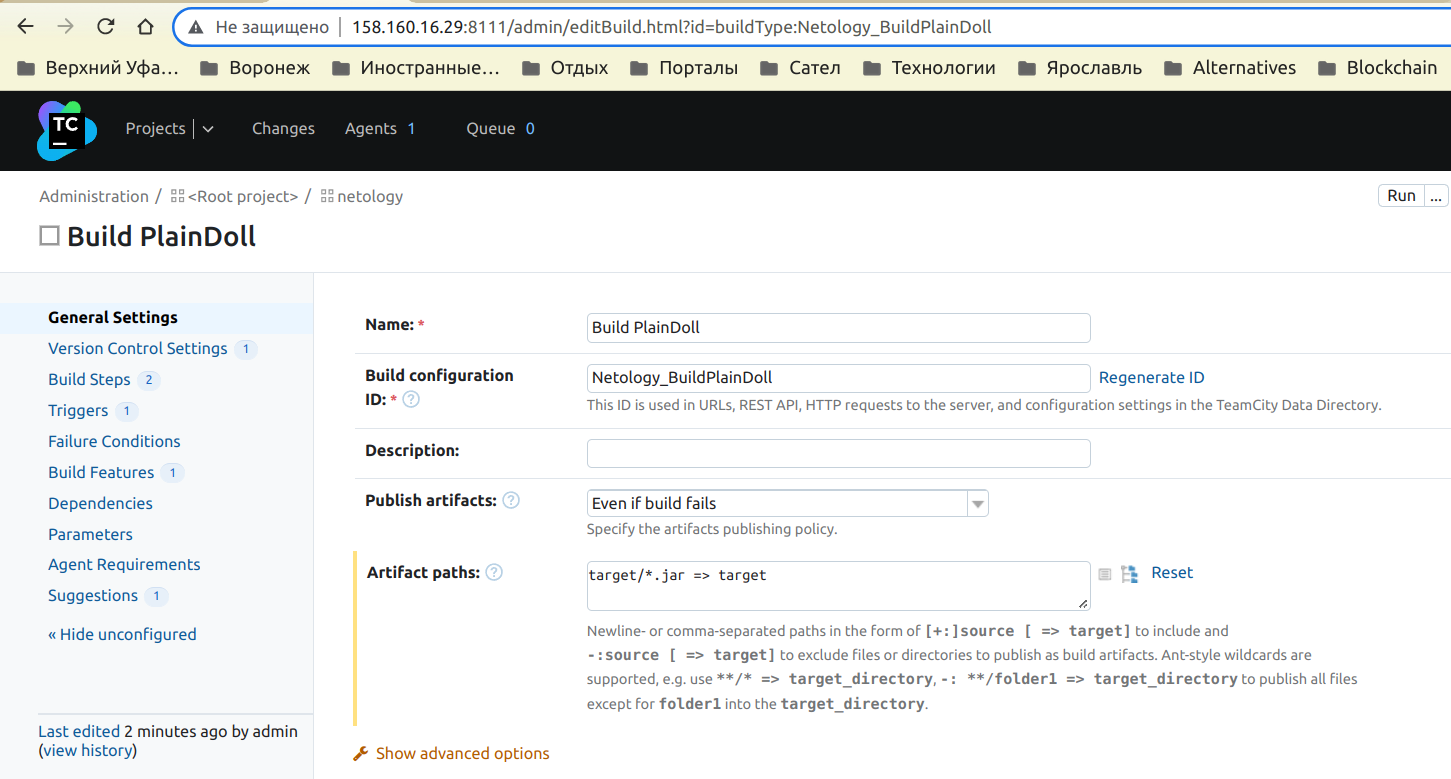 Не защищено | 158.160.16.29:8111/admin/editBuild.html?id=buildType:Netology_BuildPlainDoll
Верхний Уфа... Воронеж Иностранные... Отдых Порталы Сател Технологии Ярославль Alternatives Blockchain
TC Projects Changes Agents 1 Queue 0
Administration / <Root project> / netology
Run ...
Build PlainDoll
General Settings
Version Control Settings 1
Build Steps 2
Triggers 1
Failure Conditions
Build Features 1
Dependencies
Parameters
Agent Requirements
Suggestions 1
« Hide unconfigured
Last edited 2 minutes ago by admin
(view history)
Name: *
Build PlainDoll
Build configuration
ID: * ?
Netology_BuildPlainDoll Regenerate ID
This ID is used in URLs, REST API, HTTP requests to the server, and configuration settings in the TeamCity Data Directory.
Description:
Publish artifacts: ?
Even if build fails
Specify the artifacts publishing policy.
Artifact paths: ?
target/*.jar => target
Reset
Newline- or comma-separated paths in the form of [+:]source [ => target] to include and
-:source [ => target] to exclude files or directories to publish as build artifacts. Ant-style wildcards are
supported, e.g. use **/* => target_directory, -: **/folder1 => target_directory to publish all files
except for folder1 into the target_directory.
Show advanced options